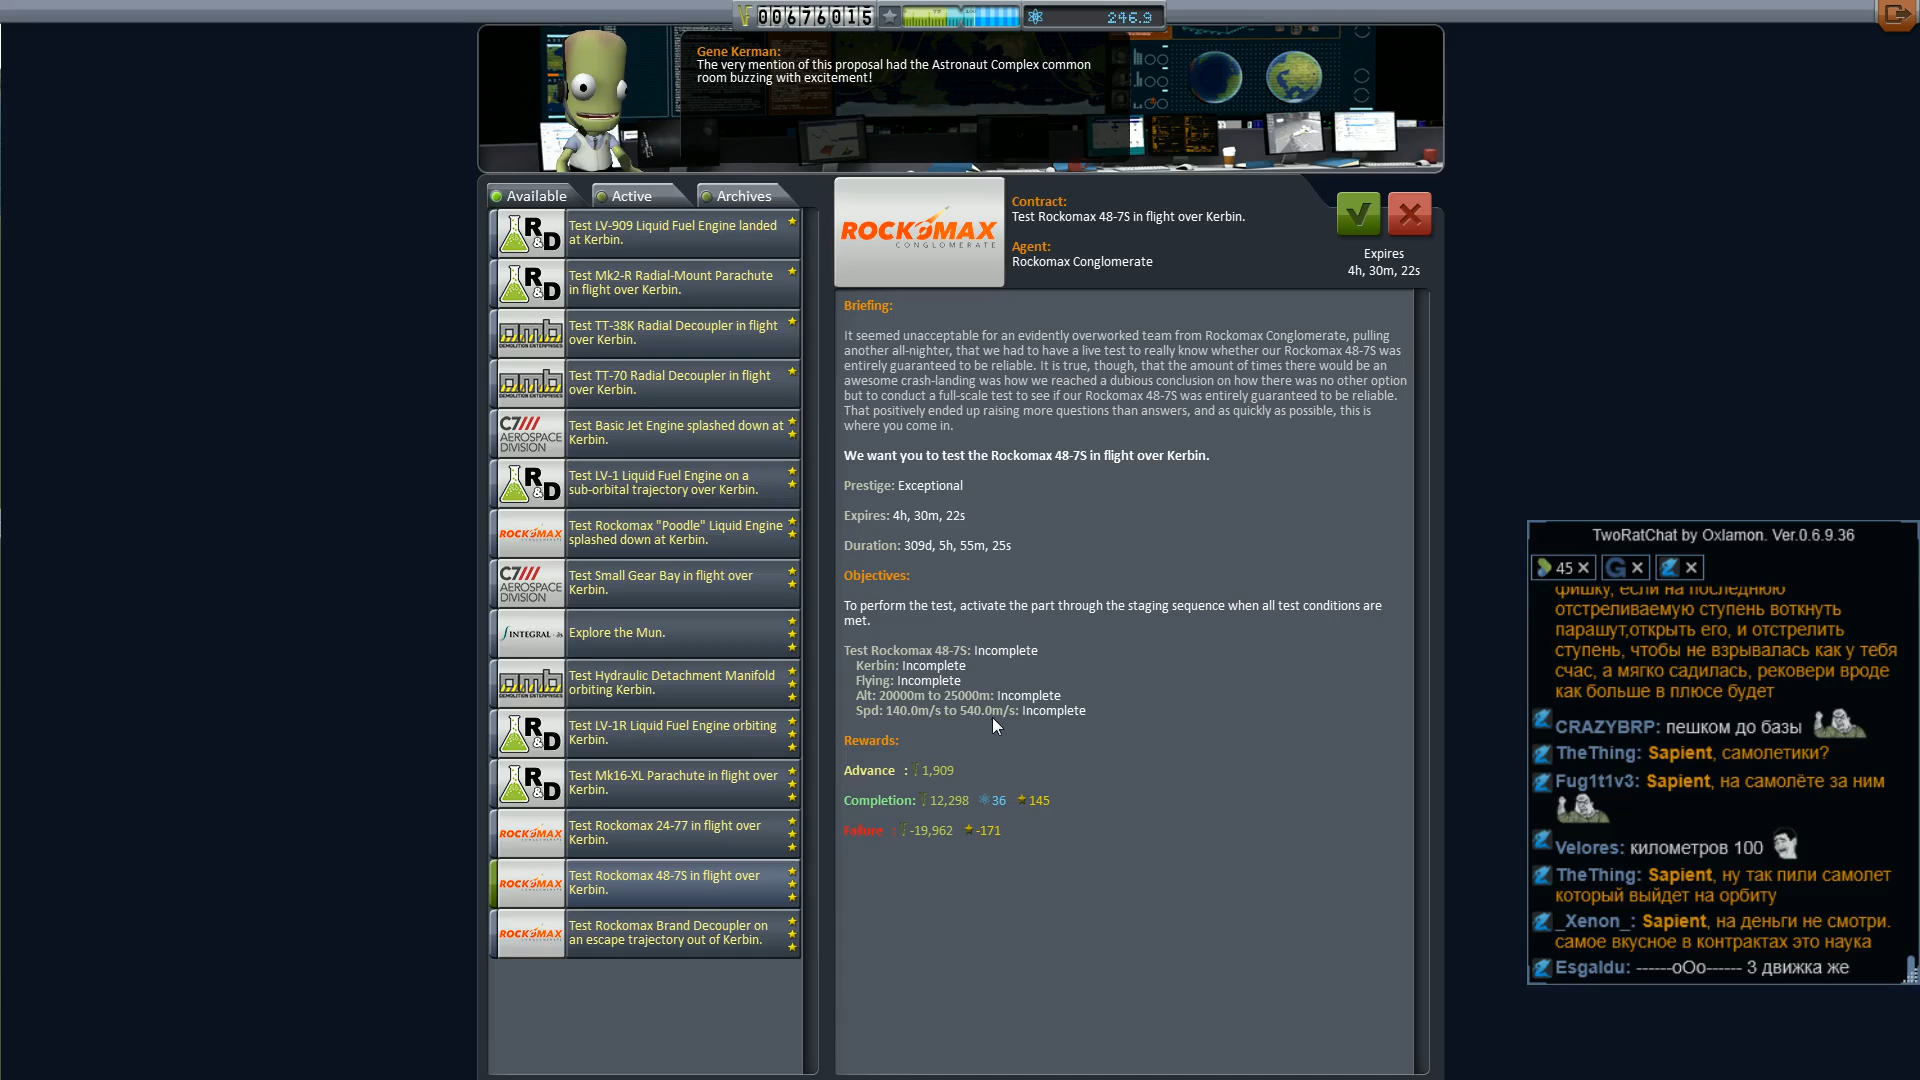 00676015
246.9
Gene Kerman:
The very mention of this proposal had the Astronaut Complex common
room buzzing with excitement!
Available
Active
Archives
R&D
Test LV-909 Liquid Fuel Engine landed
at Kerbin.
R&D
Test Mk2-R Radial-Mount Parachute
in flight over Kerbin.
Test TT-38K Radial Decoupler in flight
over Kerbin.
Test TT-70 Radial Decoupler in flight
over Kerbin.
C7///
AEROSPACE
DIVISION
Test Basic Jet Engine splashed down at
Kerbin.
R&D
Test LV-1 Liquid Fuel Engine on a
sub-orbital trajectory over Kerbin.
ROCKOMAX
Test Rockomax "Poodle" Liquid Engine
splashed down at Kerbin.
C7///
AEROSPACE
DIVISION
Test Small Gear Bay in flight over
Kerbin.
INTEGRAL
Explore the Mun.
Test Hydraulic Detachment Manifold
orbiting Kerbin.
R&D
Test LV-1R Liquid Fuel Engine orbiting
Kerbin.
R&D
Test Mk16-XL Parachute in flight over
Kerbin.
ROCKOMAX
Test Rockomax 24-77 in flight over
Kerbin.
ROCKOMAX
Test Rockomax 48-7S in flight over
Kerbin.
ROCKOMAX
Test Rockomax Brand Decoupler on
an escape trajectory out of Kerbin.
ROCKOMAX
CONGLOMERATE
Contract:
Test Rockomax 48-7S in flight over Kerbin.
Agent:
Rockomax Conglomerate
Expires
4h, 30m, 22s
Briefing:
It seemed unacceptable for an evidently overworked team from Rockomax Conglomerate, pulling
another all-nighter, that we had to have a live test to really know whether our Rockomax 48-7S was
entirely guaranteed to be reliable. It is true, though, that the amount of times there would be an
awesome crash-landing was how we reached a dubious conclusion on how there was no other option
but to conduct a full-scale test to see if our Rockomax 48-7S was entirely guaranteed to be reliable.
That positively ended up raising more questions than answers, and as quickly as possible, this is
where you come in.
We want you to test the Rockomax 48-7S in flight over Kerbin.
Prestige: Exceptional
Expires: 4h, 30m, 22s
Duration: 309d, 5h, 55m, 25s
Objectives:
To perform the test, activate the part through the staging sequence when all test conditions are
met.
Test Rockomax 48-7S: Incomplete
Kerbin: Incomplete
Flying: Incomplete
Alt: 20000m to 25000m: Incomplete
Spd: 140.0m/s to 540.0m/s: Incomplete
Rewards:
Advance : 1,909
Completion: 12,298 36 145
Failure : -19,962 -171
TwoRatChat by Oxlamon. Ver.0.6.9.36
45
G
фишку, если на последнюю
отстреливаемую ступень воткнуть
парашут,открыть его, и отстрелить
ступень, чтобы не взрывалась как у тебя
счас, а мягко садилась, рековери вроде
как больше в плюсе будет
CRAZYBRP: пешком до базы
TheThing: Sapient, самолетики?
Fug1t1v3: Sapient, на самолёте за ним
Velores: километров 100
TheThing: Sapient, ну так пили самолет
который выйдет на орбиту
_Xenon_: Sapient, на деньги не смотри.
самое вкусное в контрактах это наука
Esgaldu: ------oOo------ 3 движка же